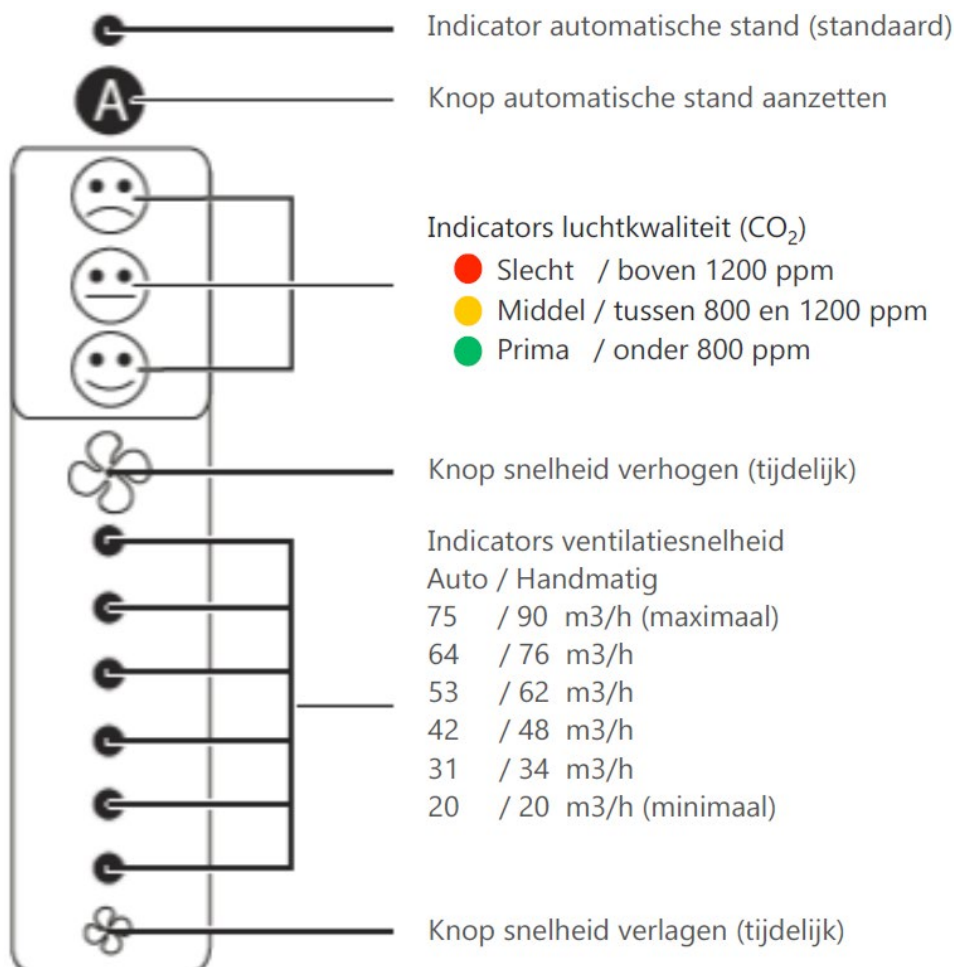 Indicator automatische stand (standaard)
A
Knop automatische stand aanzetten
Indicators luchtkwaliteit (CO₂)
Slecht / boven 1200 ppm
Middel / tussen 800 en 1200 ppm
Prima / onder 800 ppm
Knop snelheid verhogen (tijdelijk)
Indicators ventilatiesnelheid
Auto / Handmatig
75 / 90 m3/h (maximaal)
64 / 76 m3/h
53 / 62 m3/h
42 / 48 m3/h
31 / 34 m3/h
20 / 20 m3/h (minimaal)
Knop snelheid verlagen (tijdelijk)